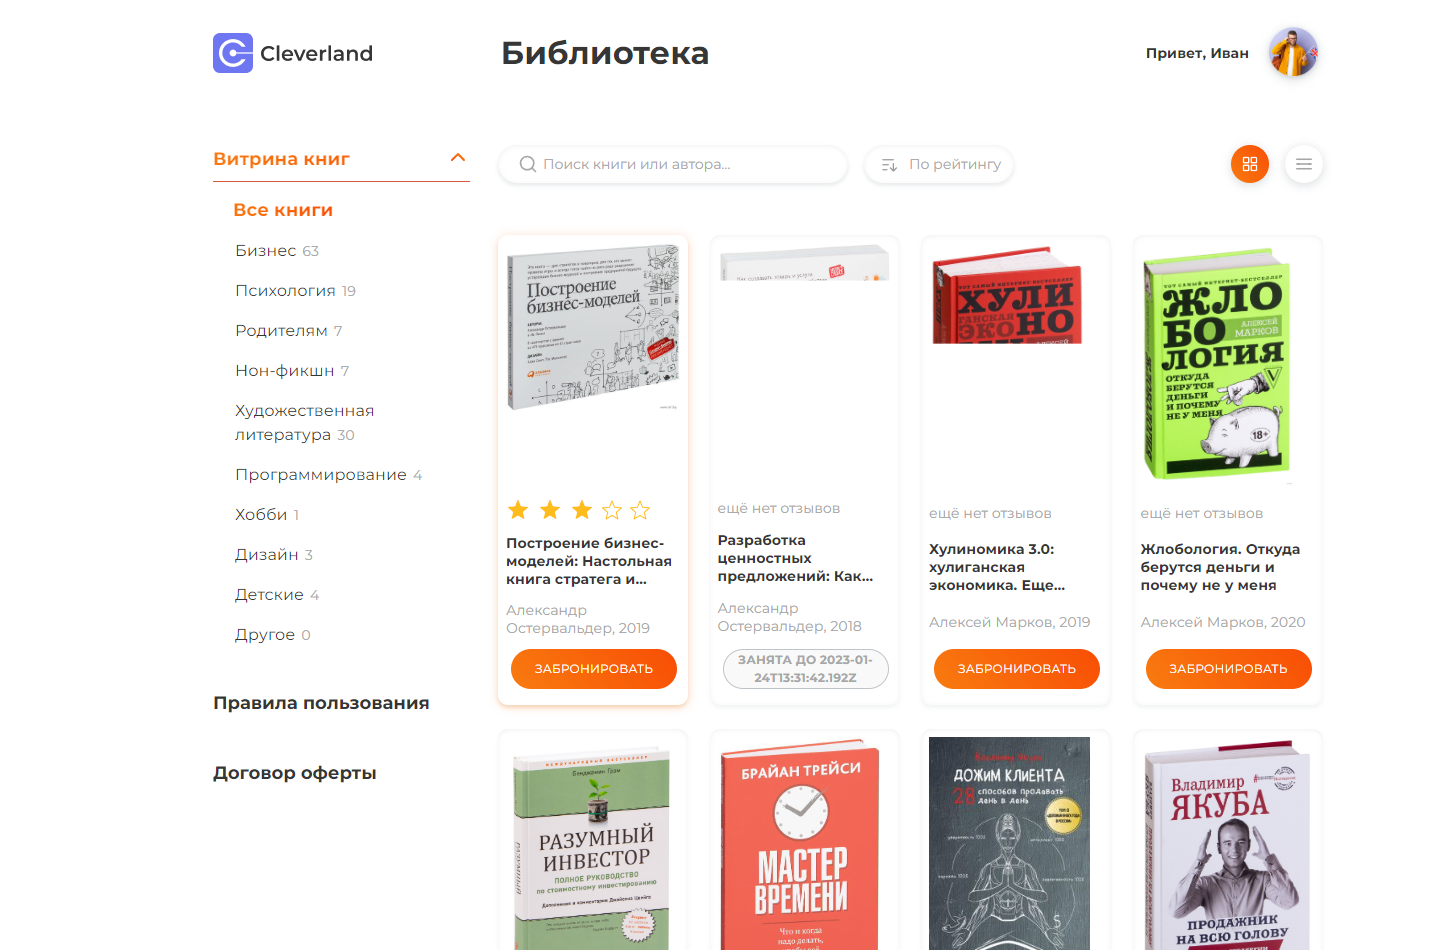 Cleverland
Библиотека
Привет, Иван
Витрина книг
Все книги
Бизнес 63
Психология 19
Родителям 7
Нон-фикшн 7
Художественная
литература 30
Программирование 4
Хобби 1
Дизайн 3
Детские 4
Другое 0
Правила пользования
Договор оферты
Поиск книги или автора...
По рейтингу
Построение
бизнес-моделей
ещё нет отзывов
ХУЛИ
ГАНСКАЯ
ЭКОНО
ТОТ САМЫЙ ИНТЕРНЕТ-БЕСТСЕЛЛЕР
ЖЛО
БО
ЛОГИЯ
АЛЕКСЕЙ
МАРКОВ
ОТКУДА
БЕРУТСЯ
ДЕНЬГИ
И ПОЧЕМУ
НЕ У МЕНЯ
18+
Построение бизнес-
моделей: Настольная
книга стратега и...
Александр
Остервальдер, 2019
ЗАБРОНИРОВАТЬ
Разработка
ценностных
предложений: Как...
Александр
Остервальдер, 2018
ЗАНЯТА ДО 2023-01-
24T13:31:42.192Z
ещё нет отзывов
Хулиномика 3.0:
хулиганская
экономика. Еще...
Алексей Марков, 2019
ЗАБРОНИРОВАТЬ
ещё нет отзывов
Жлобология. Откуда
берутся деньги и
почему не у меня
Алексей Марков, 2020
ЗАБРОНИРОВАТЬ
МЕЖДУНАРОДНЫЙ БЕСТСЕЛЛЕР
Бенджамин Грэм
РАЗУМНЫЙ
ИНВЕСТОР
ПОЛНОЕ РУКОВОДСТВО
ПО СТОИМОСТНОМУ ИНВЕСТИРОВАНИЮ
БРАЙАН ТРЕЙСИ
МАСТЕР
ВРЕМЕНИ
Что и когда
надо делать,
ДОЖИМ КЛИЕНТА
28 СПОСОБОВ ПРОДАВАТЬ
ДЕНЬ В ДЕНЬ
Владимир
ЯКУБА
ПРОДАЖНИК
НА ВСЮ ГОЛОВУ